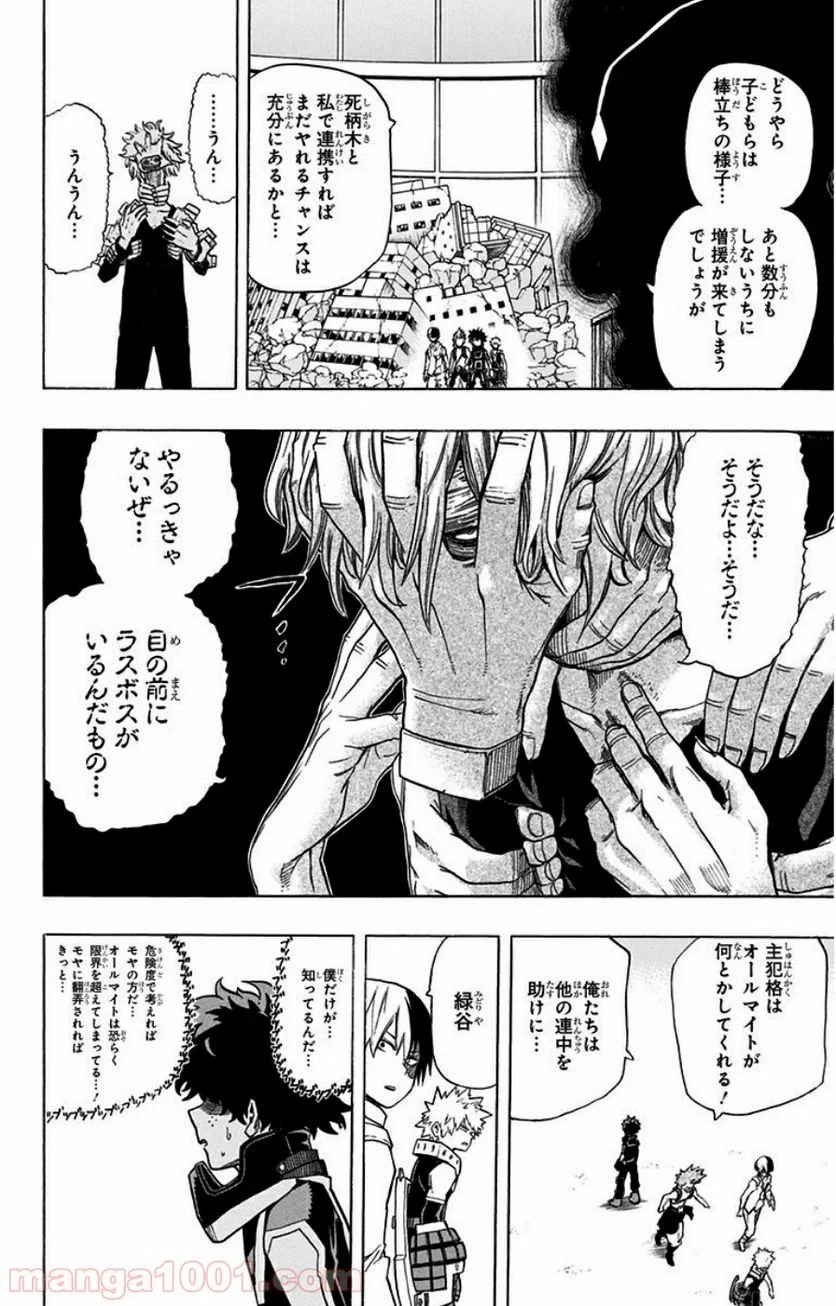 どうやら
子どもらは
棒立ちの様子…
あと数分も
しないうちに
増援が来てしまう
でしょうが
死柄木と
私で連携すれば
まだヤれるチャンスは
充分にあるかと…
……うん…
うんうん…
そうだな…
そうだよ…そうだ…
やるっきゃ
ないぜ…
目の前に
ラスボスが
いるんだもの…
主犯格は
オールマイトが
何とかしてくれる!
俺たちは
他の連中を
助けに…
緑谷
僕だけが…
知ってるんだ…
危険度で考えれば
モヤの方だ…
オールマイトは恐らく
限界を超えてしまってる…!
モヤに翻弄されれば
きっと…
manga1001.com